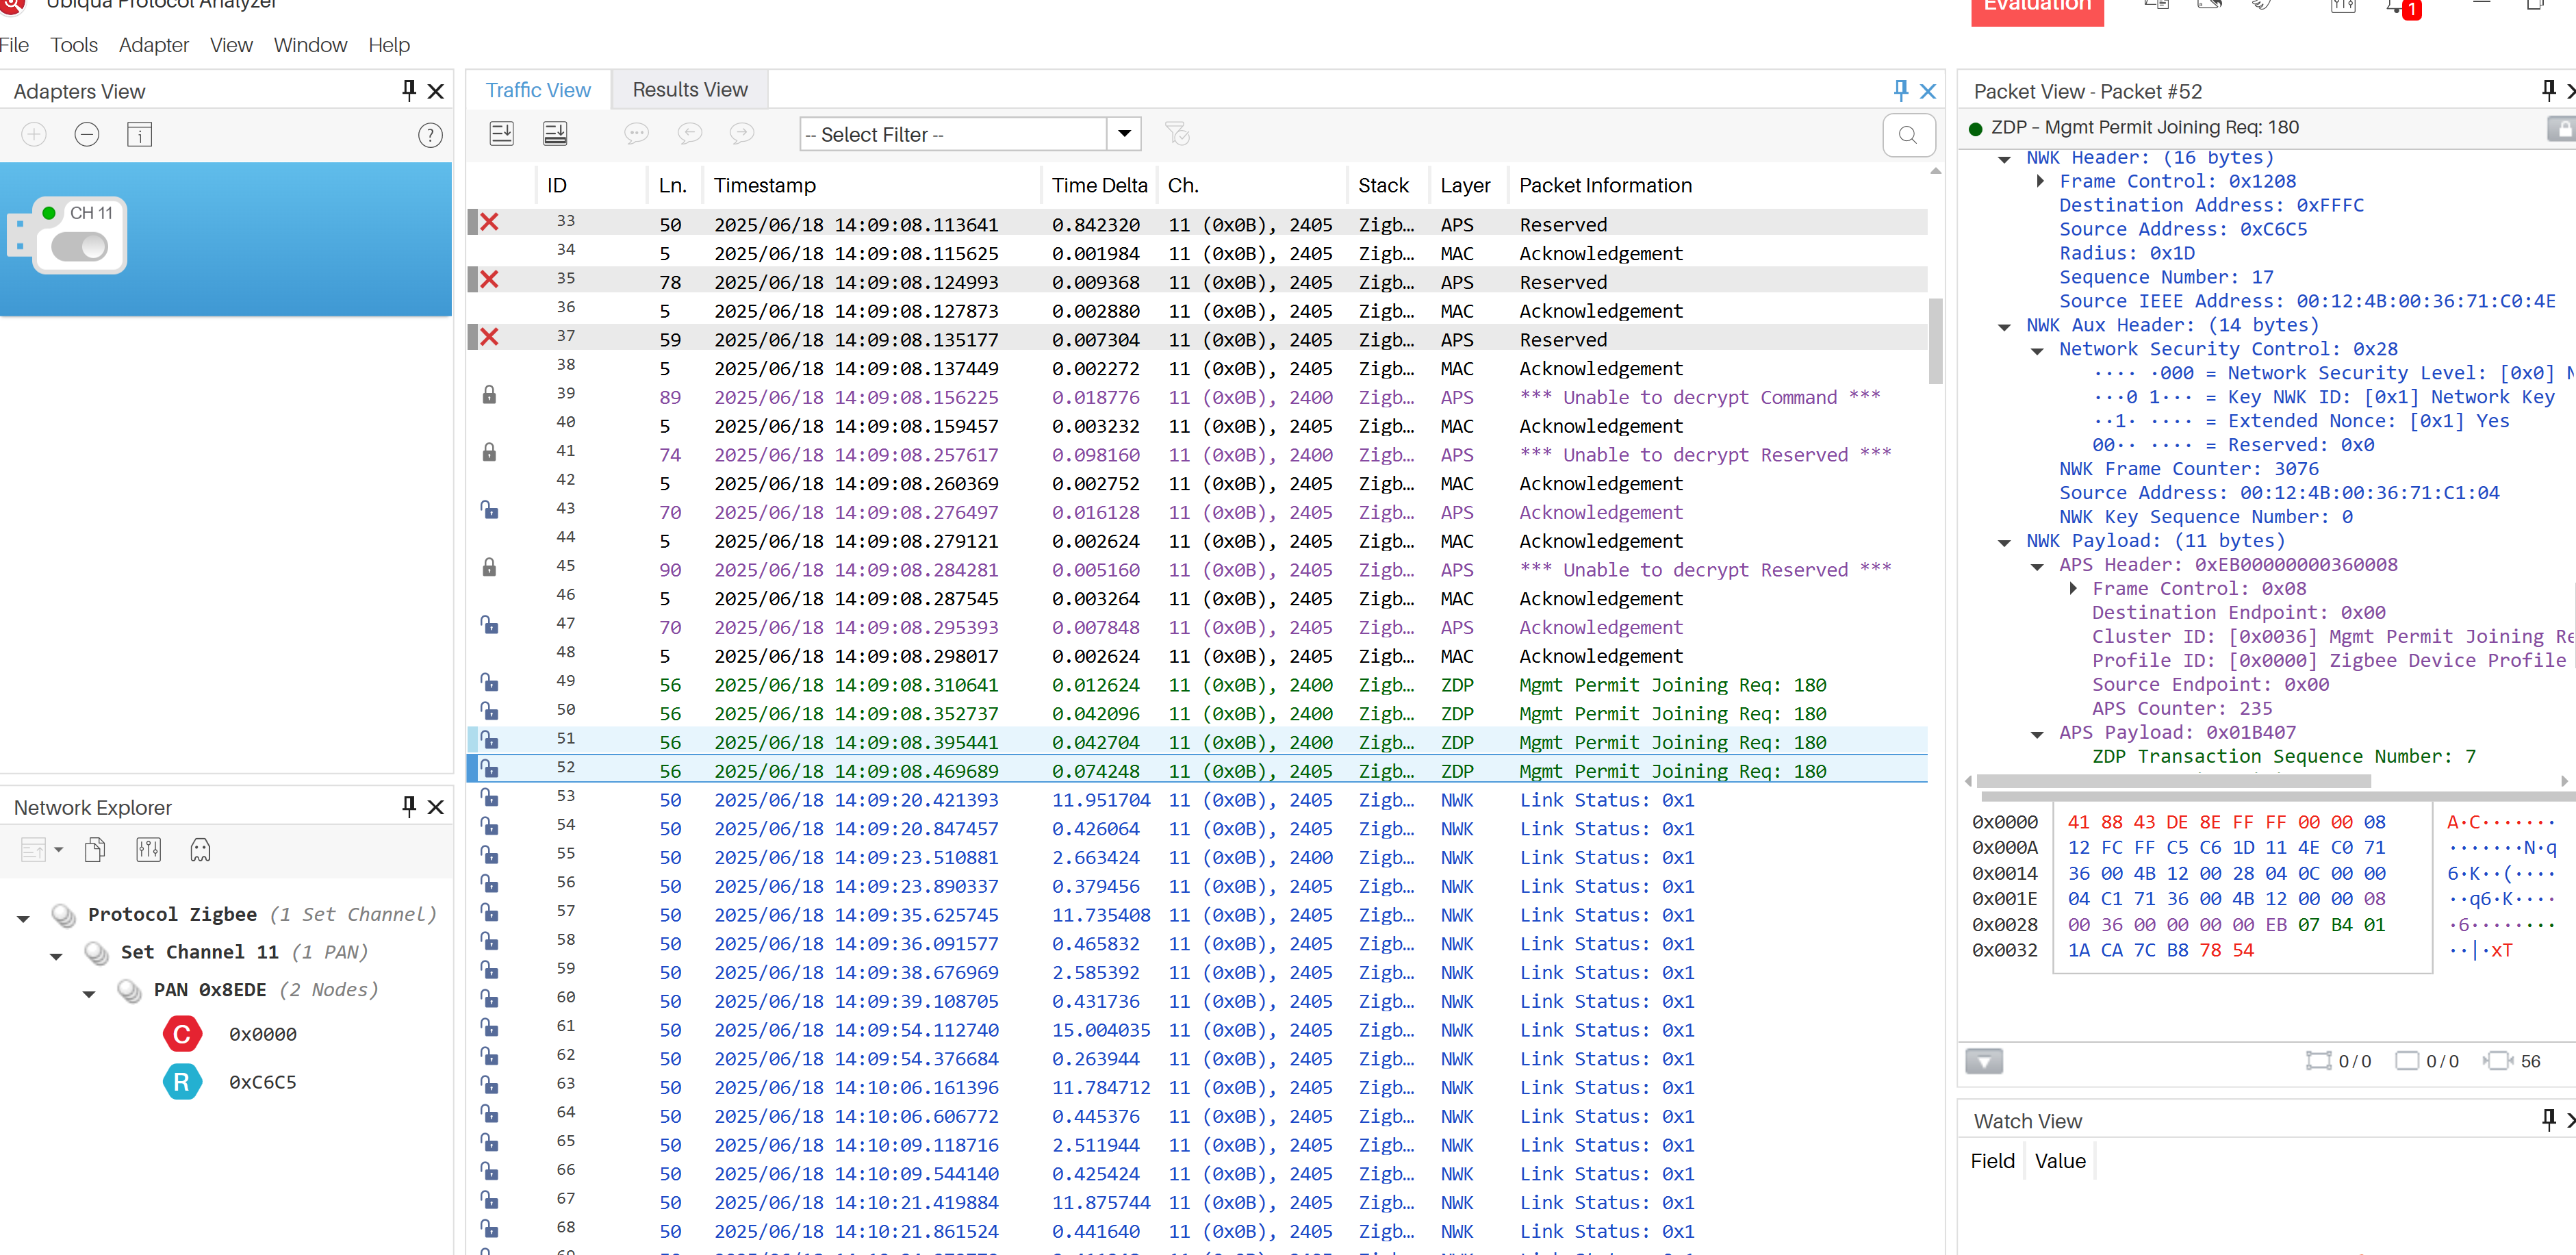 Ubiqua Protocol Analyzer
Evaluation
1
File Tools Adapter View Window Help
Adapters View
CH 11
Network Explorer
Protocol Zigbee (1 Set Channel)
Set Channel 11 (1 PAN)
PAN 0x8EDE (2 Nodes)
C 0x0000
R 0xC6C5
Traffic View Results View
-- Select Filter --
ID Ln. Timestamp Time Delta Ch. Stack Layer Packet Information
33 50 2025/06/18 14:09:08.113641 0.842320 11 (0x0B), 2405 Zigb... APS Reserved
34 5 2025/06/18 14:09:08.115625 0.001984 11 (0x0B), 2405 Zigb... MAC Acknowledgement
35 78 2025/06/18 14:09:08.124993 0.009368 11 (0x0B), 2405 Zigb... APS Reserved
36 5 2025/06/18 14:09:08.127873 0.002880 11 (0x0B), 2405 Zigb... MAC Acknowledgement
37 59 2025/06/18 14:09:08.135177 0.007304 11 (0x0B), 2405 Zigb... APS Reserved
38 5 2025/06/18 14:09:08.137449 0.002272 11 (0x0B), 2405 Zigb... MAC Acknowledgement
39 89 2025/06/18 14:09:08.156225 0.018776 11 (0x0B), 2400 Zigb... APS *** Unable to decrypt Command ***
40 5 2025/06/18 14:09:08.159457 0.003232 11 (0x0B), 2405 Zigb... MAC Acknowledgement
41 74 2025/06/18 14:09:08.257617 0.098160 11 (0x0B), 2400 Zigb... APS *** Unable to decrypt Reserved ***
42 5 2025/06/18 14:09:08.260369 0.002752 11 (0x0B), 2405 Zigb... MAC Acknowledgement
43 70 2025/06/18 14:09:08.276497 0.016128 11 (0x0B), 2405 Zigb... APS Acknowledgement
44 5 2025/06/18 14:09:08.279121 0.002624 11 (0x0B), 2405 Zigb... MAC Acknowledgement
45 90 2025/06/18 14:09:08.284281 0.005160 11 (0x0B), 2405 Zigb... APS *** Unable to decrypt Reserved ***
46 5 2025/06/18 14:09:08.287545 0.003264 11 (0x0B), 2405 Zigb... MAC Acknowledgement
47 70 2025/06/18 14:09:08.295393 0.007848 11 (0x0B), 2405 Zigb... APS Acknowledgement
48 5 2025/06/18 14:09:08.298017 0.002624 11 (0x0B), 2405 Zigb... MAC Acknowledgement
49 56 2025/06/18 14:09:08.310641 0.012624 11 (0x0B), 2400 Zigb... ZDP Mgmt Permit Joining Req: 180
50 56 2025/06/18 14:09:08.352737 0.042096 11 (0x0B), 2400 Zigb... ZDP Mgmt Permit Joining Req: 180
51 56 2025/06/18 14:09:08.395441 0.042704 11 (0x0B), 2400 Zigb... ZDP Mgmt Permit Joining Req: 180
52 56 2025/06/18 14:09:08.469689 0.074248 11 (0x0B), 2405 Zigb... ZDP Mgmt Permit Joining Req: 180
53 50 2025/06/18 14:09:20.421393 11.951704 11 (0x0B), 2405 Zigb... NWK Link Status: 0x1
54 50 2025/06/18 14:09:20.847457 0.426064 11 (0x0B), 2405 Zigb... NWK Link Status: 0x1
55 50 2025/06/18 14:09:23.510881 2.663424 11 (0x0B), 2400 Zigb... NWK Link Status: 0x1
56 50 2025/06/18 14:09:23.890337 0.379456 11 (0x0B), 2405 Zigb... NWK Link Status: 0x1
57 50 2025/06/18 14:09:35.625745 11.735408 11 (0x0B), 2405 Zigb... NWK Link Status: 0x1
58 50 2025/06/18 14:09:36.091577 0.465832 11 (0x0B), 2405 Zigb... NWK Link Status: 0x1
59 50 2025/06/18 14:09:38.676969 2.585392 11 (0x0B), 2405 Zigb... NWK Link Status: 0x1
60 50 2025/06/18 14:09:39.108705 0.431736 11 (0x0B), 2405 Zigb... NWK Link Status: 0x1
61 50 2025/06/18 14:09:54.112740 15.004035 11 (0x0B), 2405 Zigb... NWK Link Status: 0x1
62 50 2025/06/18 14:09:54.376684 0.263944 11 (0x0B), 2405 Zigb... NWK Link Status: 0x1
63 50 2025/06/18 14:10:06.161396 11.784712 11 (0x0B), 2405 Zigb... NWK Link Status: 0x1
64 50 2025/06/18 14:10:06.606772 0.445376 11 (0x0B), 2405 Zigb... NWK Link Status: 0x1
65 50 2025/06/18 14:10:09.118716 2.511944 11 (0x0B), 2405 Zigb... NWK Link Status: 0x1
66 50 2025/06/18 14:10:09.544140 0.425424 11 (0x0B), 2405 Zigb... NWK Link Status: 0x1
67 50 2025/06/18 14:10:21.419884 11.875744 11 (0x0B), 2405 Zigb... NWK Link Status: 0x1
68 50 2025/06/18 14:10:21.861524 0.441640 11 (0x0B), 2405 Zigb... NWK Link Status: 0x1
Packet View - Packet #52
ZDP – Mgmt Permit Joining Req: 180
NWK Header: (16 bytes)
Frame Control: 0x1208
Destination Address: 0xFFFC
Source Address: 0xC6C5
Radius: 0x1D
Sequence Number: 17
Source IEEE Address: 00:12:4B:00:36:71:C0:4E
NWK Aux Header: (14 bytes)
Network Security Control: 0x28
···· ·000 = Network Security Level: [0x0] N
···0 1··· = Key NWK ID: [0x1] Network Key
··1· ···· = Extended Nonce: [0x1] Yes
00·· ···· = Reserved: 0x0
NWK Frame Counter: 3076
Source Address: 00:12:4B:00:36:71:C1:04
NWK Key Sequence Number: 0
NWK Payload: (11 bytes)
APS Header: 0xEB00000000360008
Frame Control: 0x08
Destination Endpoint: 0x00
Cluster ID: [0x0036] Mgmt Permit Joining Re
Profile ID: [0x0000] Zigbee Device Profile
Source Endpoint: 0x00
APS Counter: 235
APS Payload: 0x01B407
ZDP Transaction Sequence Number: 7
0x0000 41 88 43 DE 8E FF FF 00 00 08 A·C·······
0x000A 12 FC FF C5 C6 1D 11 4E C0 71 ·······N·q
0x0014 36 00 4B 12 00 28 04 0C 00 00 6·K··(····
0x001E 04 C1 71 36 00 4B 12 00 00 08 ··q6·K····
0x0028 00 36 00 00 00 00 EB 07 B4 01 ·6········
0x0032 1A CA 7C B8 78 54 ··|·xT
0/0 0/0 56
Watch View
Field Value